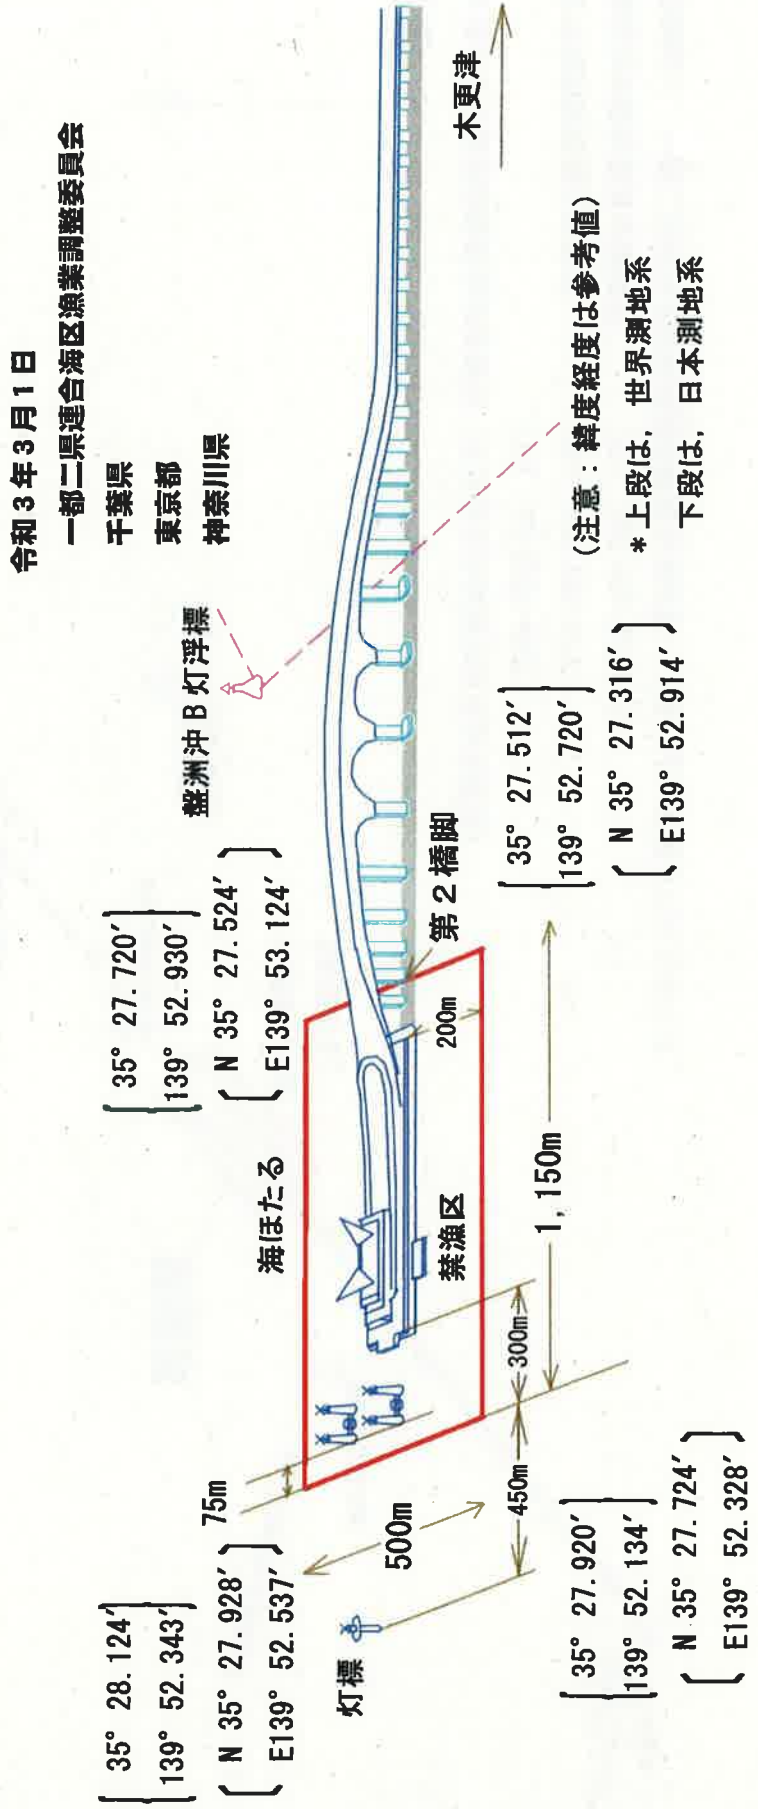 令和3年3月1日
一都二県連合海区漁業調整委員会
千葉県
東京都
神奈川県
盤洲沖B灯浮標
木更津
35° 28.124′
139° 52.343′
N 35° 27.928′
E139° 52.537′
35° 27.720′
139° 52.930′
N 35° 27.524′
E139° 53.124′
75m
海ほたる
灯標
500m
禁漁区
200m
第2橋脚
450m
300m
1,150m
35° 27.920′
139° 52.134′
N 35° 27.724′
E139° 52.328′
35° 27.512′
139° 52.720′
N 35° 27.316′
E139° 52.914′
（注意：緯度経度は参考値）
*上段は，世界測地系
下段は，日本測地系